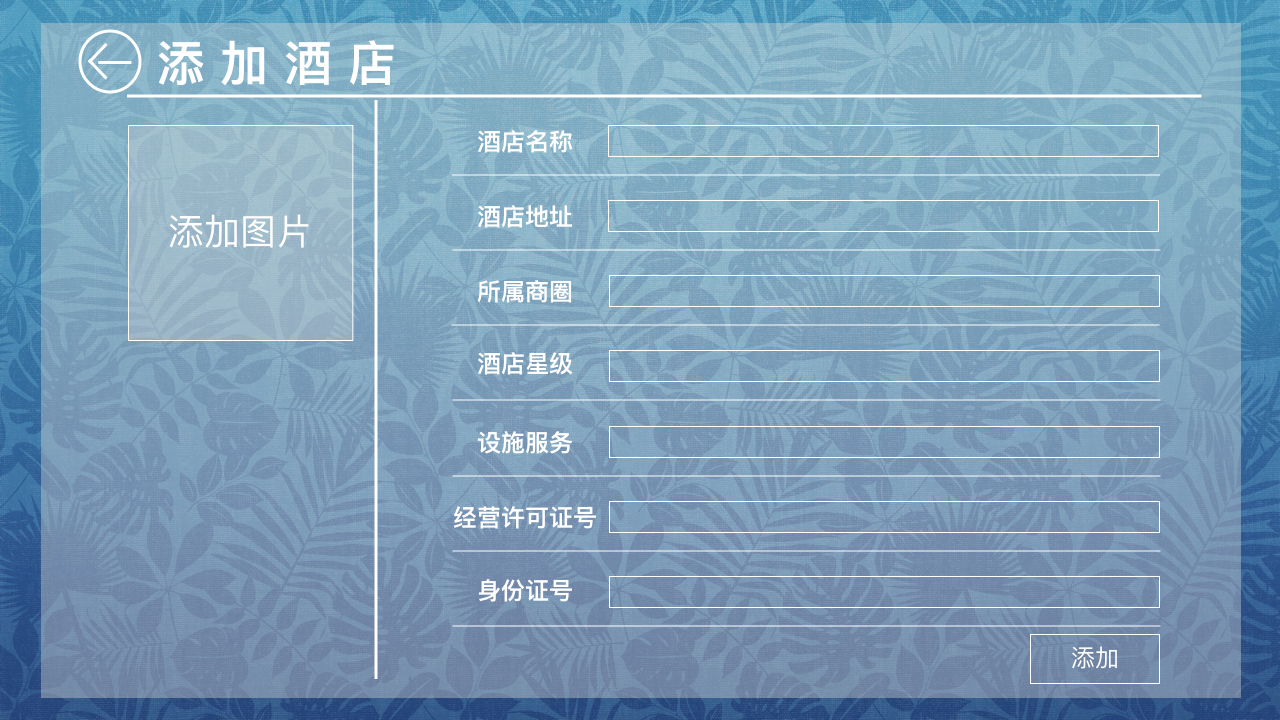 添加酒店
添加图片
酒店名称
酒店地址
所属商圈
酒店星级
设施服务
经营许可证号
身份证号
添加